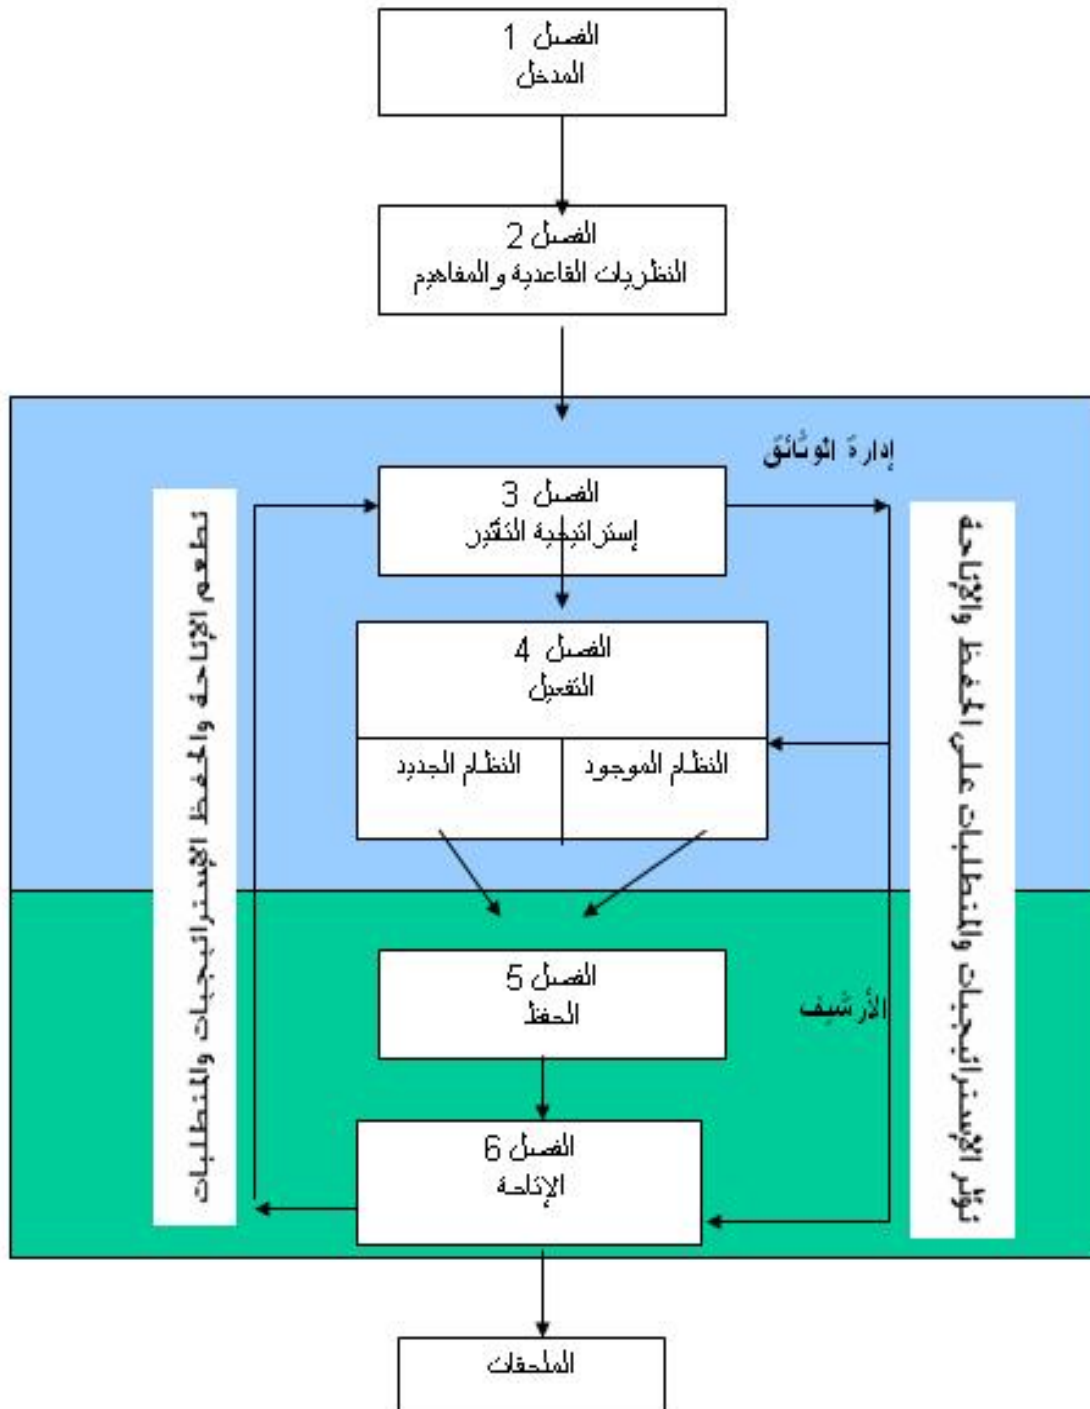 الفصل 1
المدخل
الفصل 2
النظريات القاعدية والمفاهيم
إدارة الوثائق
الفصل 3
إستراتيجية التأثير
الفصل 4
التفعيل
النظام الموجود
النظام الجديد
تؤثر الإستراتيجيات والمتطلبات على الحفظ والإتاحة
تطعم الإتاحة والحفظ الإستراتيجيات والمتطلبات
الفصل 5
الحفظ
الأرشيف
الفصل 6
الإتاحة
الملحقات